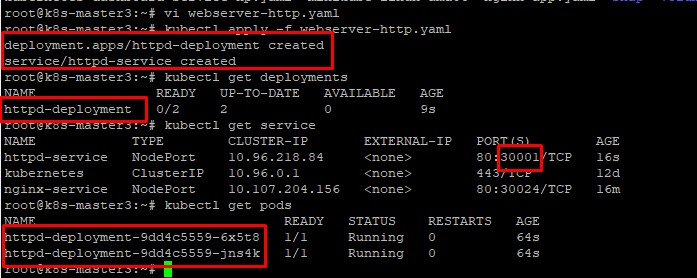 root@k8s-master3:~# vi webserver-http.yaml
root@k8s-master3:~# kubectl apply -f webserver-http.yaml
deployment.apps/httpd-deployment created
service/httpd-service created
root@k8s-master3:~# kubectl get deployments
NAME READY UP-TO-DATE AVAILABLE AGE
httpd-deployment 0/2 2 0 9s
root@k8s-master3:~# kubectl get service
NAME TYPE CLUSTER-IP EXTERNAL-IP PORT(S) AGE
httpd-service NodePort 10.96.218.84 <none> 80:30001/TCP 16s
kubernetes ClusterIP 10.96.0.1 <none> 443/TCP 12d
nginx-service NodePort 10.107.204.156 <none> 80:30024/TCP 16m
root@k8s-master3:~# kubectl get pods
NAME READY STATUS RESTARTS AGE
httpd-deployment-9dd4c5559-6x5t8 1/1 Running 0 64s
httpd-deployment-9dd4c5559-jns4k 1/1 Running 0 64s
root@k8s-master3:~#